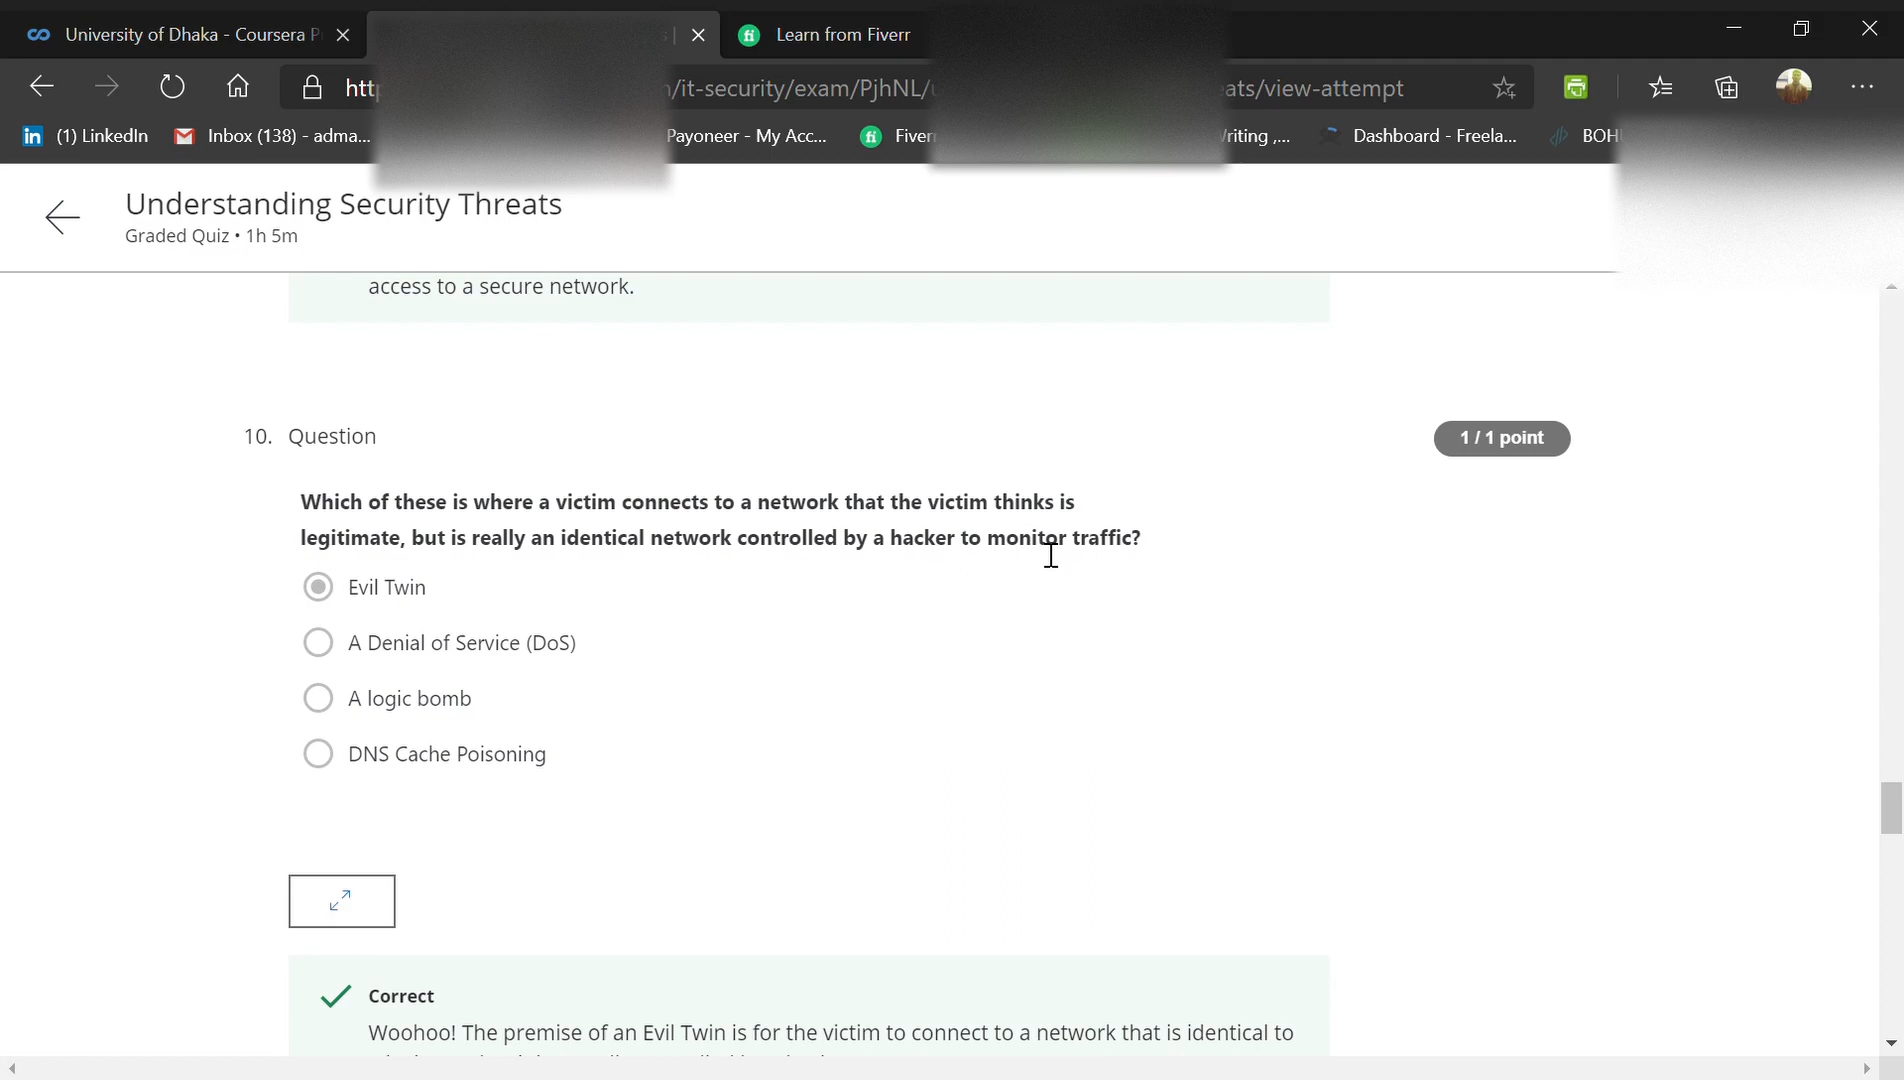 University of Dhaka - Coursera
Learn from Fiverr
/it-security/exam/PjhNL/
/view-attempt
(1) LinkedIn
Inbox (138) - adma...
Payoneer - My Acc...
Dashboard - Freela...
Understanding Security Threats
Graded Quiz • 1h 5m
access to a secure network.
10. Question
1 / 1 point
Which of these is where a victim connects to a network that the victim thinks is
legitimate, but is really an identical network controlled by a hacker to monitor traffic?
Evil Twin
A Denial of Service (DoS)
A logic bomb
DNS Cache Poisoning
Correct
Woohoo! The premise of an Evil Twin is for the victim to connect to a network that is identical to